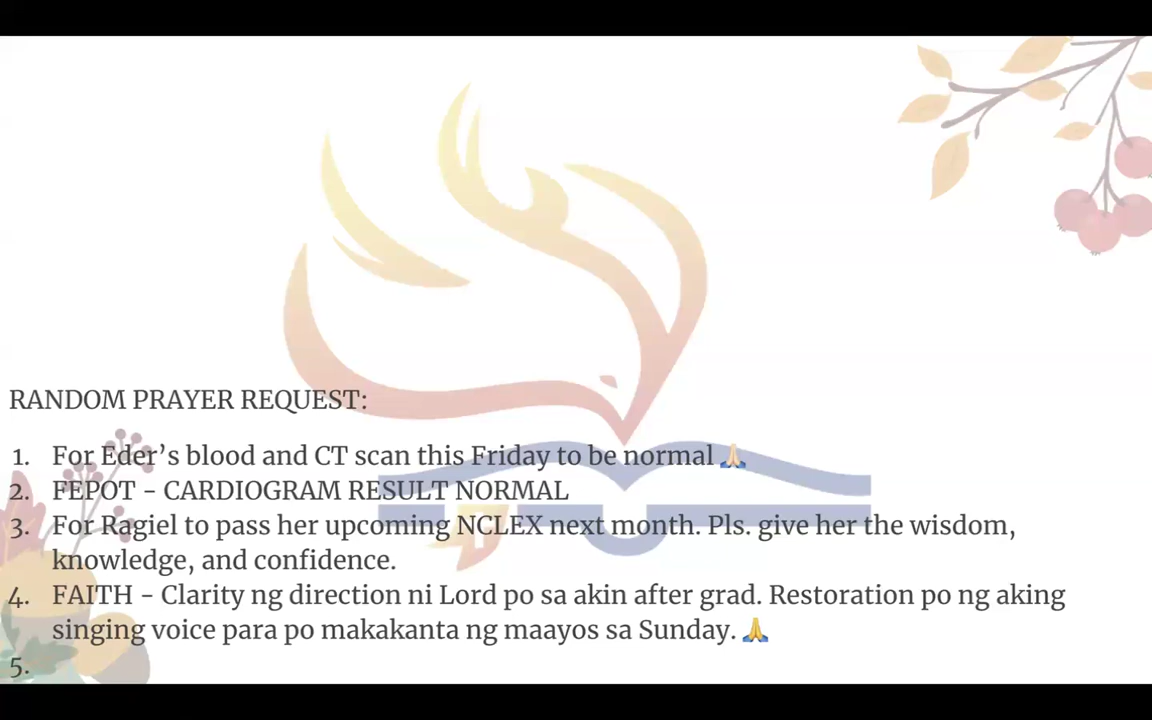 RANDOM PRAYER REQUEST:
1. For Eder’s blood and CT scan this Friday to be normal 🙏🏻
2. FEPOT - CARDIOGRAM RESULT NORMAL
3. For Ragiel to pass her upcoming NCLEX next month. Pls. give her the wisdom,
knowledge, and confidence.
4. FAITH - Clarity ng direction ni Lord po sa akin after grad. Restoration po ng aking
singing voice para po makakanta ng maayos sa Sunday. 🙏
5.